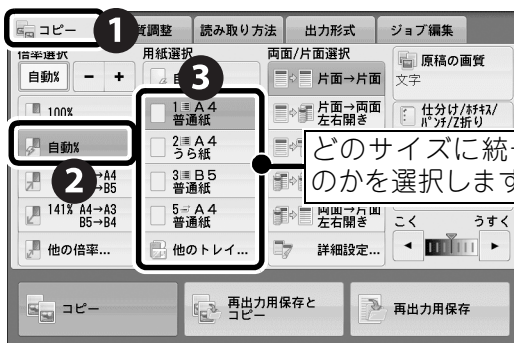 コピー
1
質調整
読み取り方法
出力形式
ジョブ編集
倍率選択
自動%
− +
100%
自動%
2
→A4
→B5
141% A4→A3
B5→B4
他の倍率...
用紙選択
3
1 A4
普通紙
2 A4
うら紙
3 B5
普通紙
5 A4
普通紙
他のトレイ...
両面/片面選択
片面→片面
片面→両面
左右開き
両面→片面
左右開き
詳細設定...
原稿の画質
文字
仕分け/ホチキス/
パンチ/Z折り
どのサイズに統一
のかを選択します
こく うすく
コピー
再出力用保存と
コピー
再出力用保存